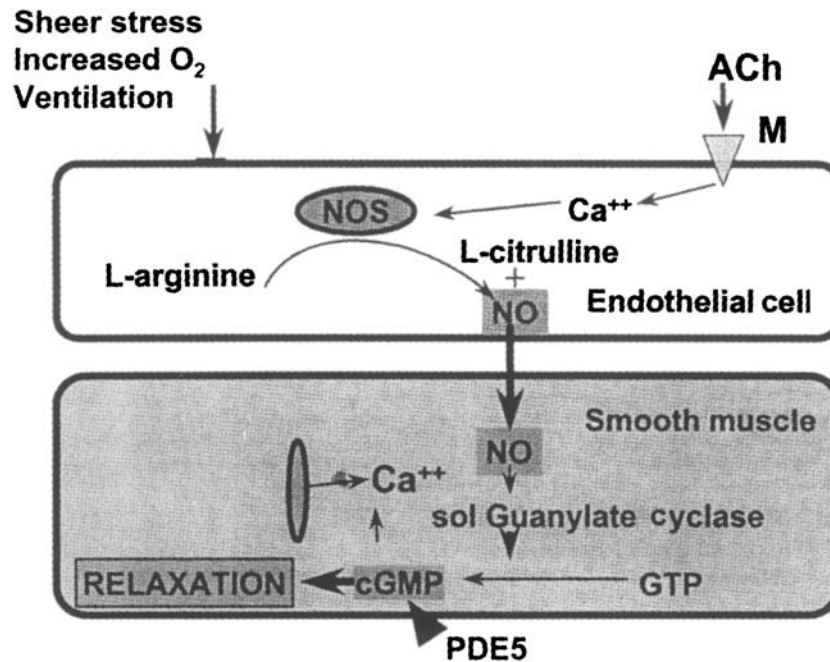 Sheer stress
Increased O₂
Ventilation
ACh
M
NOS
Ca⁺⁺
L-citrulline
+
L-arginine
NO
Endothelial cell
Smooth muscle
NO
Ca⁺⁺
sol Guanylate cyclase
RELAXATION
cGMP
GTP
PDE5